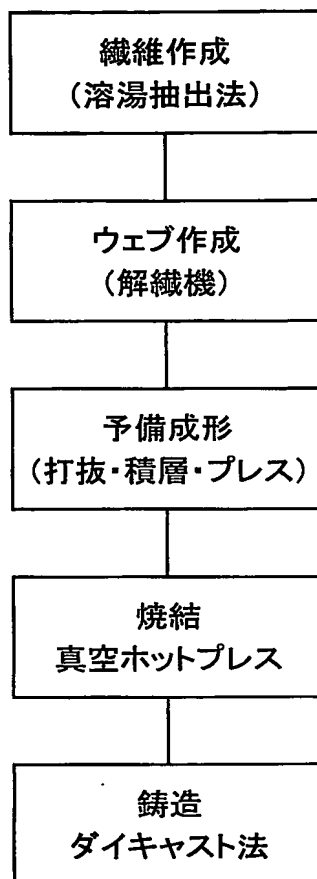 繊維作成
(溶湯抽出法)
ウェブ作成
(解繊機)
予備成形
(打抜・積層・プレス)
焼結
真空ホットプレス
鋳造
ダイキャスト法